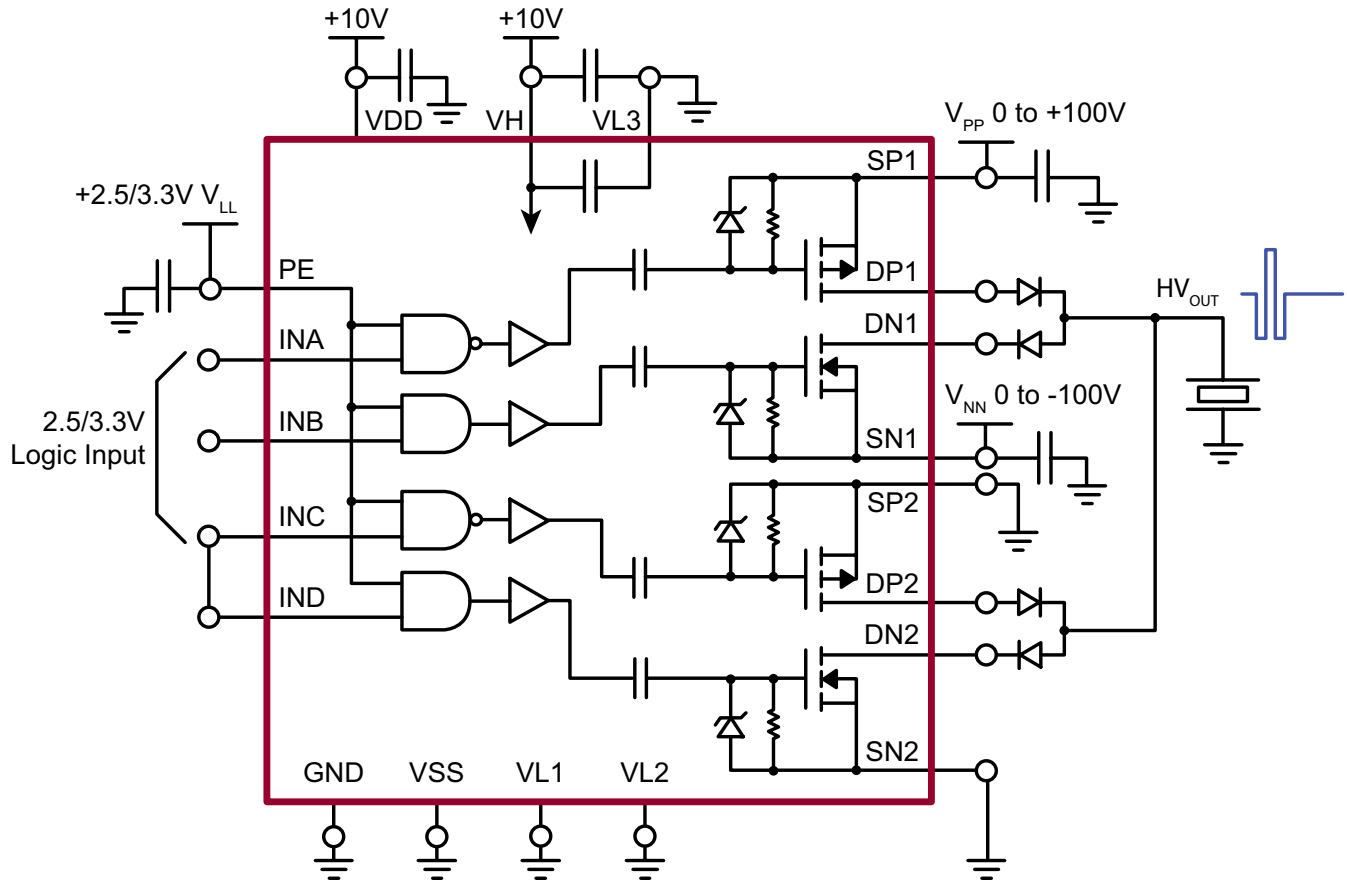 +10V
+10V
VDD
VH
VL3
V_PP 0 to +100V
SP1
+2.5/3.3V V_LL
PE
DP1
HV_OUT
INA
DN1
2.5/3.3V
Logic Input
INB
V_NN 0 to -100V
SN1
SP2
INC
IND
DP2
DN2
SN2
GND
VSS
VL1
VL2